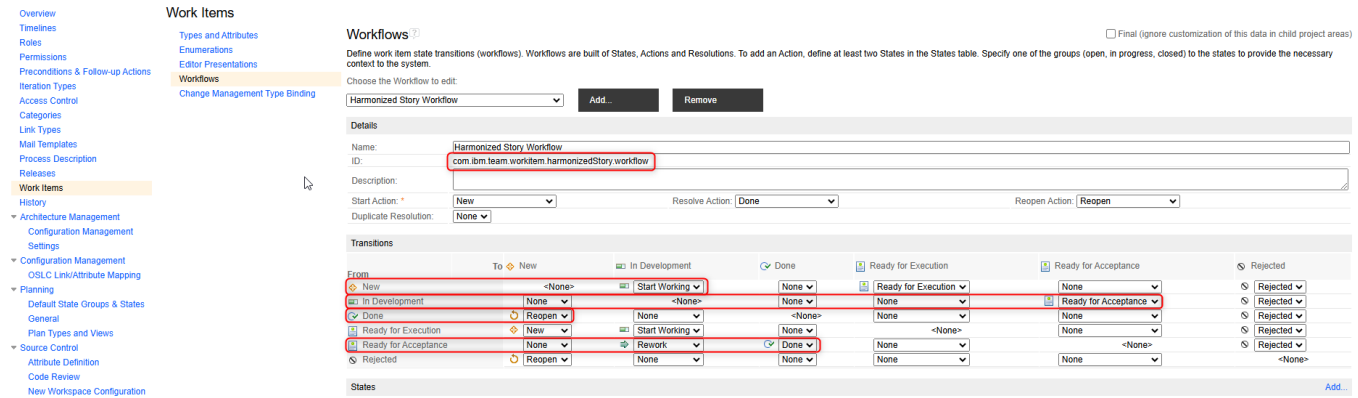 Overview
Timelines
Roles
Permissions
Preconditions & Follow-up Actions
Iteration Types
Access Control
Categories
Link Types
Mail Templates
Process Description
Releases
Work Items
History
Architecture Management
Configuration Management
Settings
Configuration Management
OSLC Link/Attribute Mapping
Planning
Default State Groups & States
General
Plan Types and Views
Source Control
Attribute Definition
Code Review
New Workspace Configuration
Work Items
Types and Attributes
Enumerations
Editor Presentations
Workflows
Change Management Type Binding
Workflows
Final (ignore customization of this data in child project areas)
Define work item state transitions (workflows). Workflows are built of States, Actions and Resolutions. To add an Action, define at least two States in the States table. Specify one of the groups (open, in progress, closed) to the states to provide the necessary
context to the system.
Choose the Workflow to edit:
Harmonized Story Workflow Add... Remove
Details
Name: Harmonized Story Workflow
ID: com.ibm.team.workitem.harmonizedStory.workflow
Description:
Start Action: * New Resolve Action: Done Reopen Action: Reopen
Duplicate Resolution: None
Transitions
To New In Development Done Ready for Execution Ready for Acceptance Rejected
From
New <None> Start Working None Ready for Execution None Rejected
In Development None <None> None None Ready for Acceptance Rejected
Done Reopen None <None> None None Rejected
Ready for Execution New Start Working None <None> None Rejected
Ready for Acceptance None Rework Done None <None> Rejected
Rejected Reopen None None None None <None>
States Add...